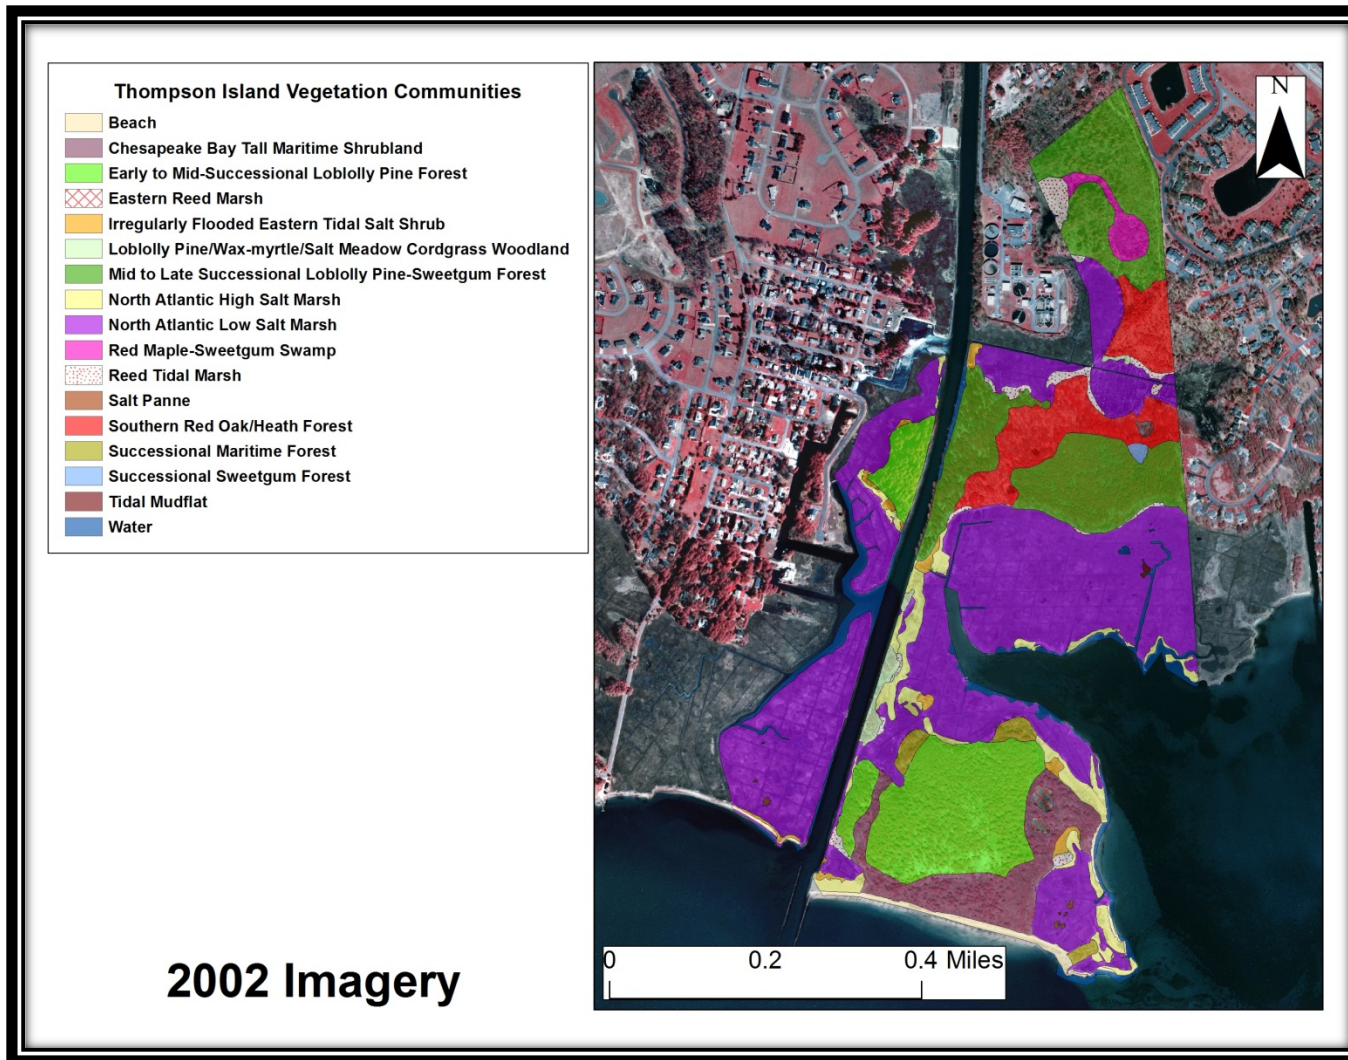 Thompson Island Vegetation Communities
Beach
Chesapeake Bay Tall Maritime Shrubland
Early to Mid-Successional Loblolly Pine Forest
Eastern Reed Marsh
Irregularly Flooded Eastern Tidal Salt Shrub
Loblolly Pine/Wax-myrtle/Salt Meadow Cordgrass Woodland
Mid to Late Successional Loblolly Pine-Sweetgum Forest
North Atlantic High Salt Marsh
North Atlantic Low Salt Marsh
Red Maple-Sweetgum Swamp
Reed Tidal Marsh
Salt Panne
Southern Red Oak/Heath Forest
Successional Maritime Forest
Successional Sweetgum Forest
Tidal Mudflat
Water
N
0 0.2 0.4 Miles
2002 Imagery